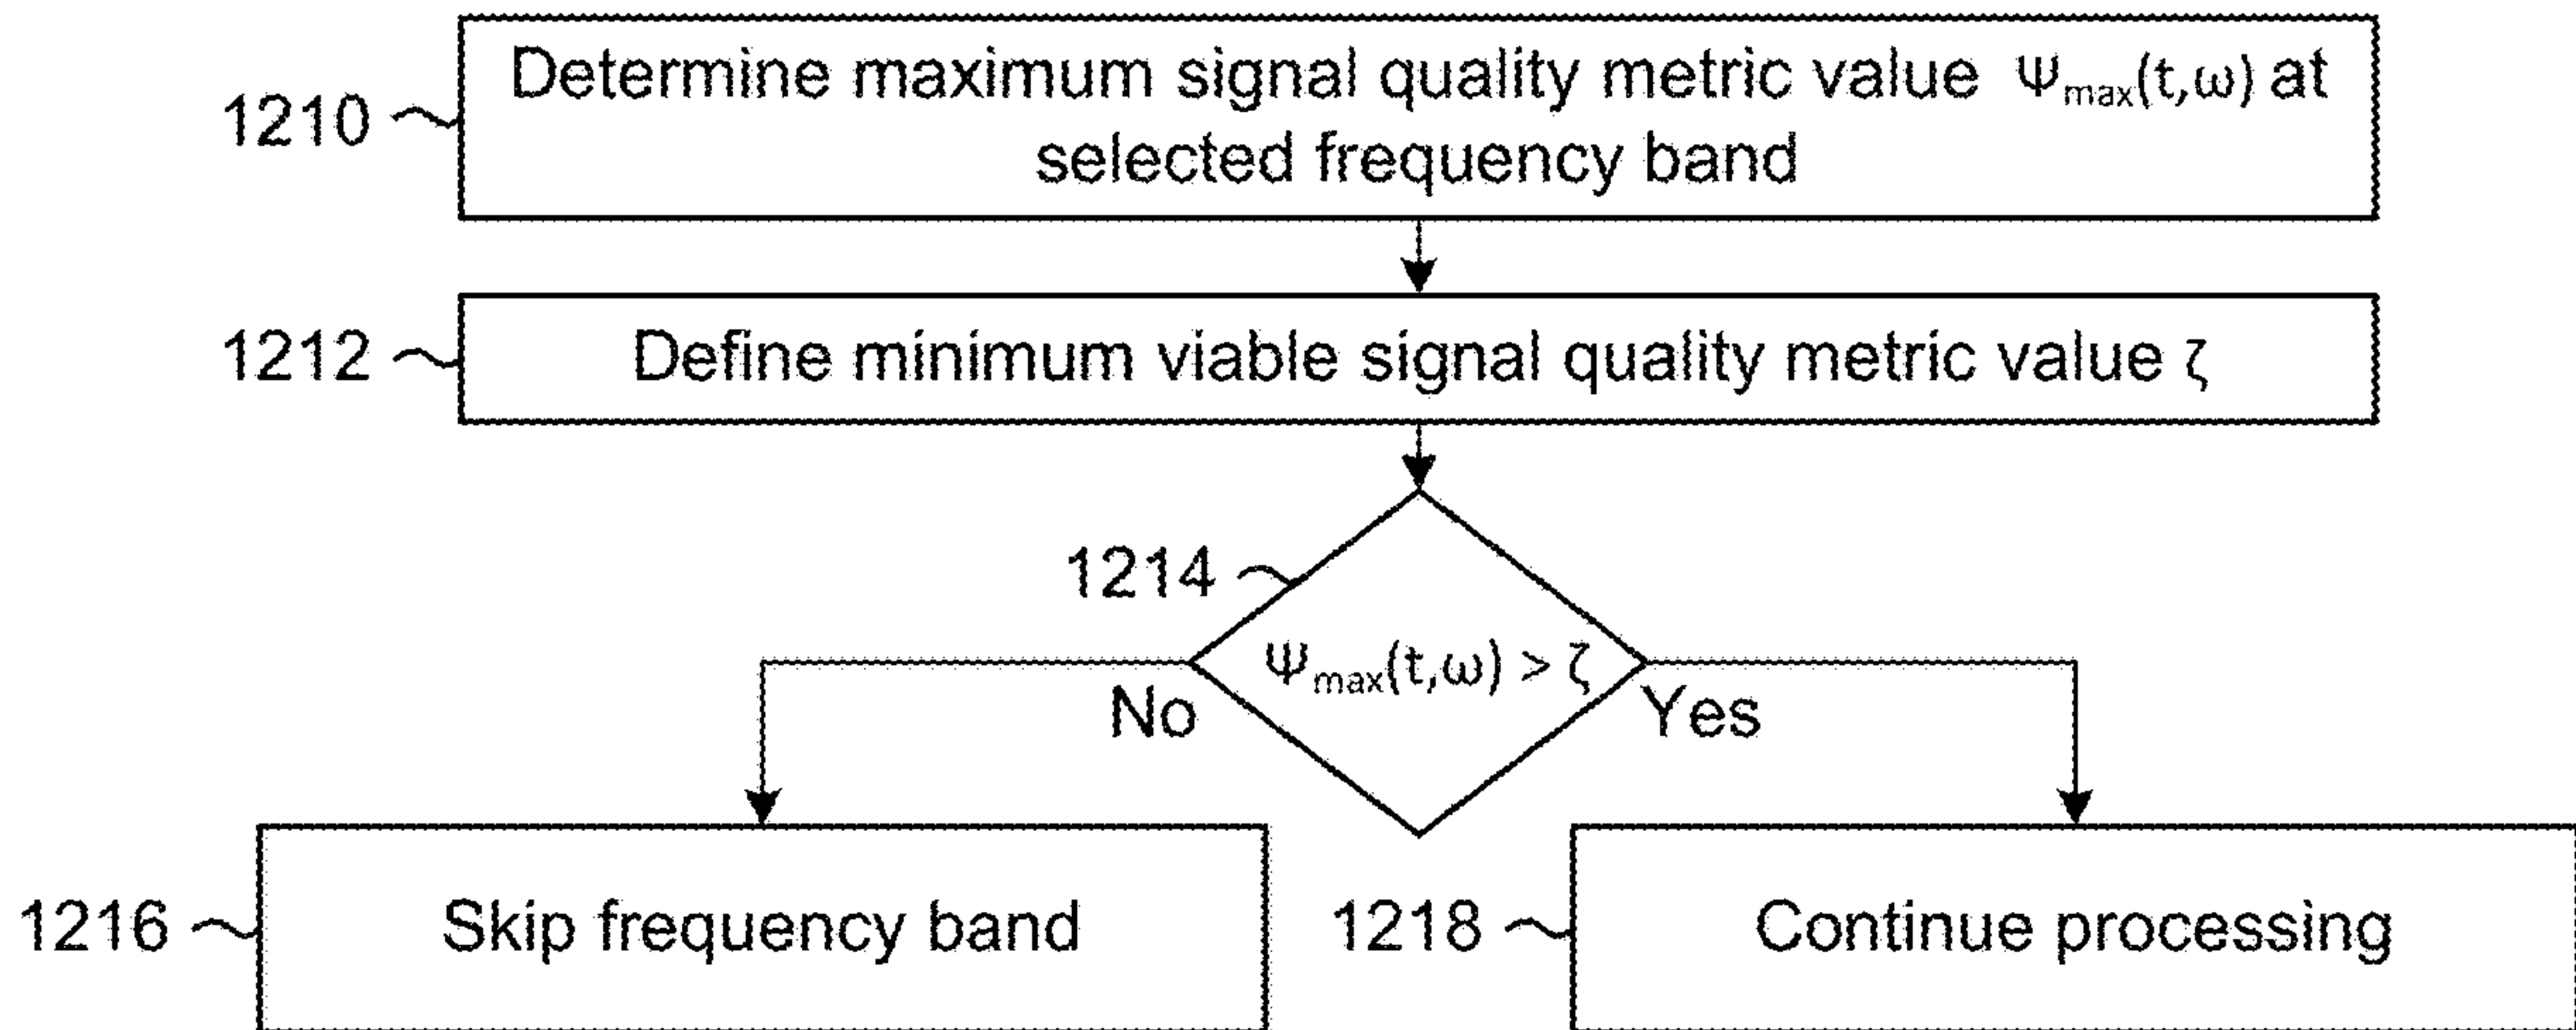 1210
Determine maximum signal quality metric value Ψmax(t,ω) at
selected frequency band
1212
Define minimum viable signal quality metric value ζ
1214
Ψmax(t,ω) > ζ
No
Yes
1216
Skip frequency band
1218
Continue processing